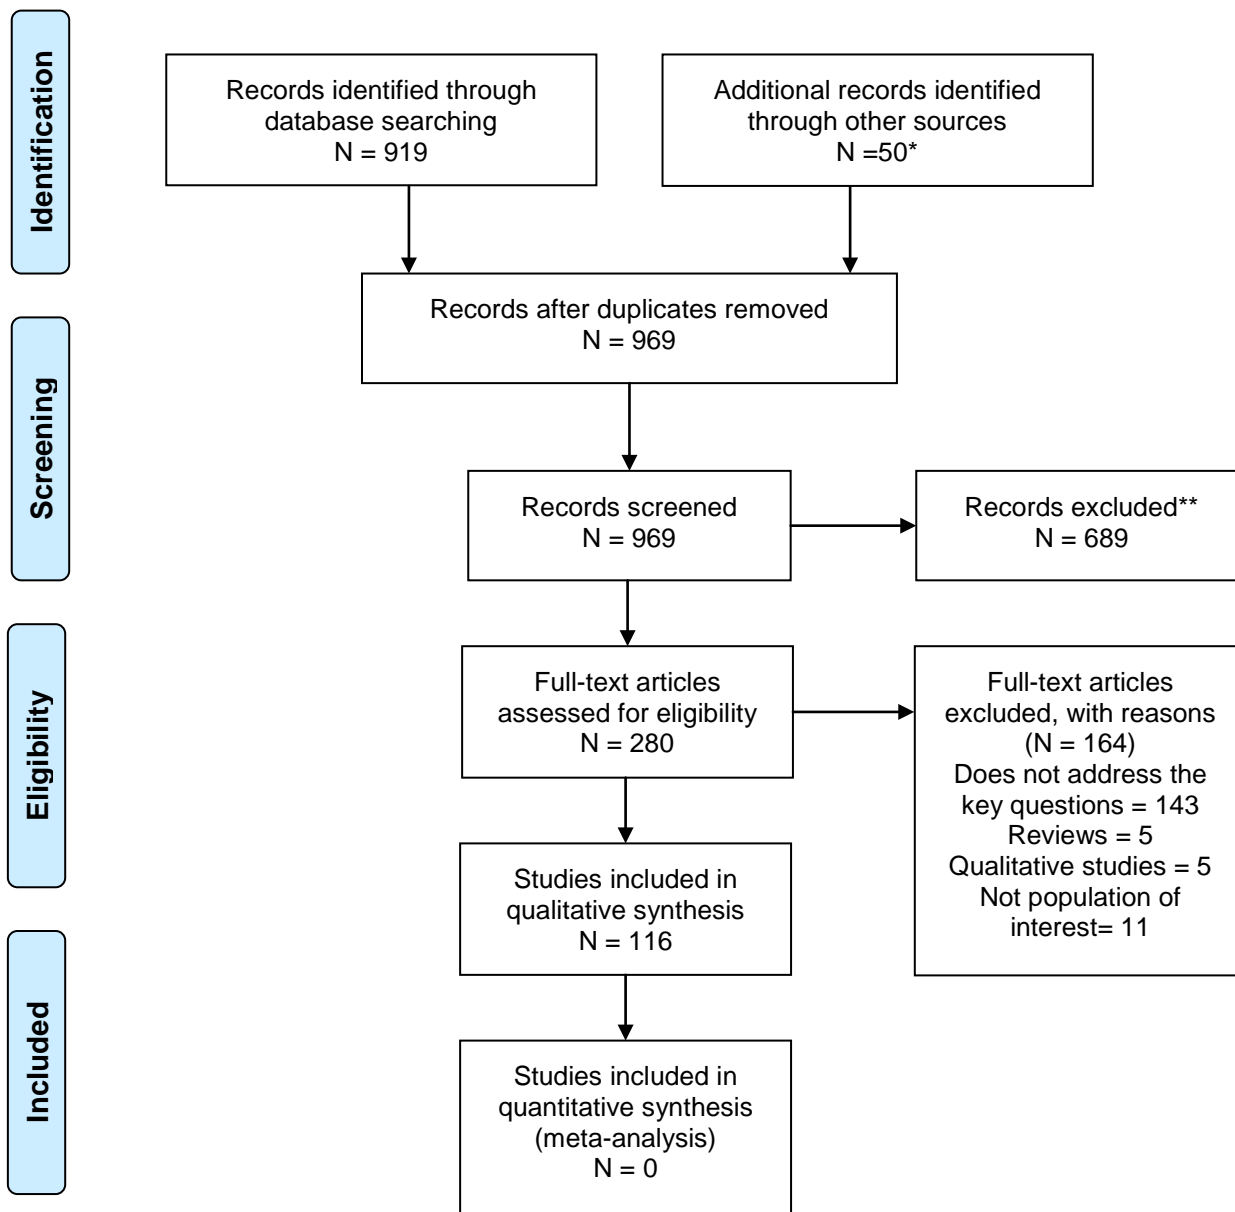 Identification
Records identified through
database searching
N = 919
Additional records identified
through other sources
N =50*
Records after duplicates removed
N = 969
Screening
Records screened
N = 969
Records excluded**
N = 689
Eligibility
Full-text articles
assessed for eligibility
N = 280
Full-text articles
excluded, with reasons
(N = 164)
Does not address the
key questions = 143
Reviews = 5
Qualitative studies = 5
Not population of
interest= 11
Studies included in
qualitative synthesis
N = 116
Included
Studies included in
quantitative synthesis
(meta-analysis)
N = 0